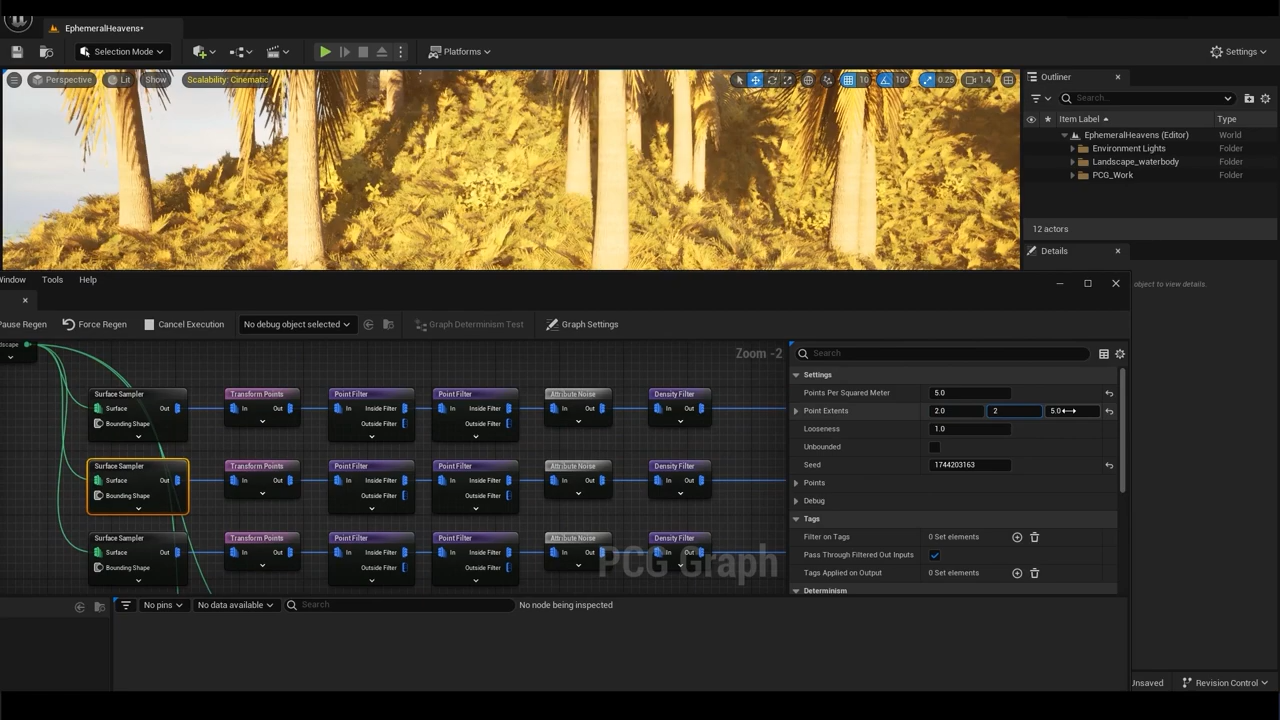 EphemeralHeavens*
Selection Mode
Platforms
Settings
Perspective
Lit
Show
Scalability: Cinematic
10
10°
0.25
1.4
Outliner
Search...
Item Label
Type
EphemeralHeavens (Editor)
World
Environment Lights
Folder
Landscape_waterbody
Folder
PCG_Work
Folder
12 actors
Details
object to view details.
Window
Tools
Help
Pause Regen
Force Regen
Cancel Execution
No debug object selected
Graph Determinism Test
Graph Settings
dscape
Zoom -2
Surface Sampler
Surface
Out
Bounding Shape
Transform Points
In
Out
Point Filter
In
Inside Filter
Outside Filter
Point Filter
In
Inside Filter
Outside Filter
Attribute Noise
In
Out
Density Filter
In
Out
Surface Sampler
Surface
Out
Bounding Shape
Transform Points
In
Out
Point Filter
In
Inside Filter
Outside Filter
Point Filter
In
Inside Filter
Outside Filter
Attribute Noise
In
Out
Density Filter
In
Out
Surface Sampler
Surface
Out
Bounding Shape
Transform Points
In
Out
Point Filter
In
Inside Filter
Outside Filter
Point Filter
In
Inside Filter
Outside Filter
Attribute Noise
In
Out
Density Filter
In
Out
PCG Graph
Search
Settings
Points Per Squared Meter
5.0
Point Extents
2.0
2
5.0
Looseness
1.0
Unbounded
Seed
1744203163
Points
Debug
Tags
Filter on Tags
0 Set elements
Pass Through Filtered Out Inputs
Tags Applied on Output
0 Set elements
Determinism
No pins
No data available
Search
No node being inspected
Unsaved
Revision Control